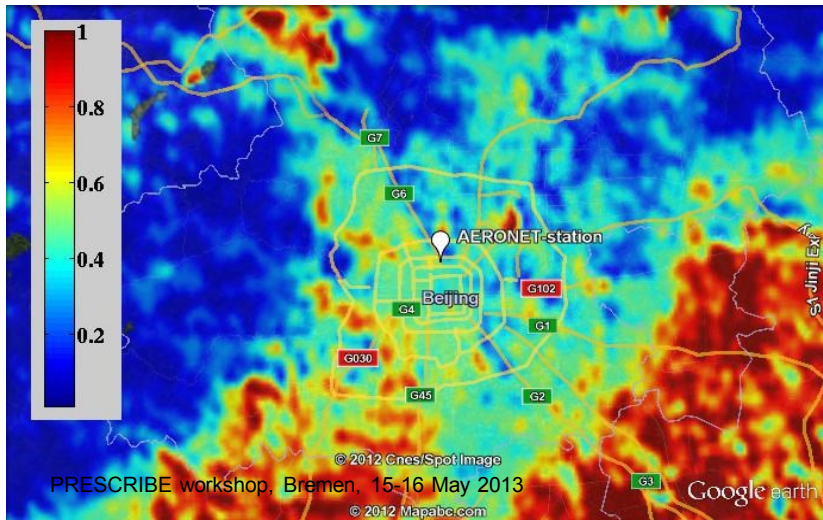 1
0.8
0.6
0.4
0.2
G7
G6
AERONET-station
Beijing
G102
G4
G1
G030
G45
G2
© 2012 Cnes/Spot Image
PRESCRIBE workshop, Bremen, 15-16 May 2013
G3
Google earth
© 2012 Mapabc.com